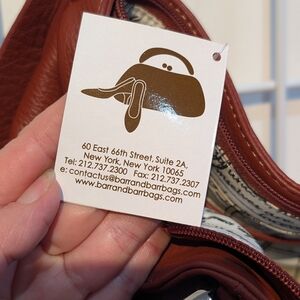 60 East 66th Street, Suite 2A,
New York, New York 10065
Tel: 212.737.2300 Fax: 212.737.2307
e: contactus@barrandbarrbags.com
www.barrandbarrbags.com